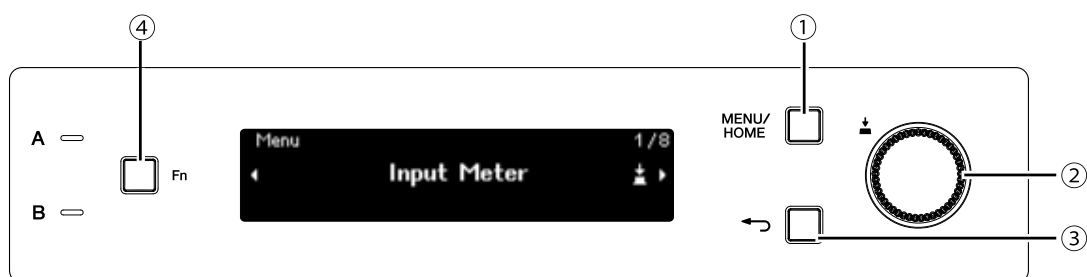 ④
①
A
Fn
B
Menu 1/8
Input Meter
MENU/
HOME
②
③